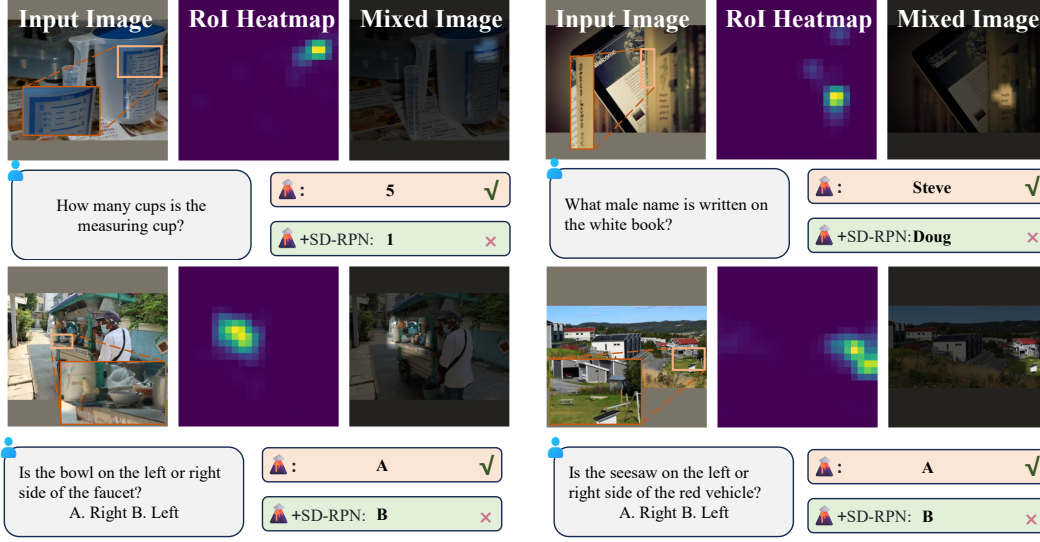 Input Image RoI Heatmap Mixed Image
How many cups is the
measuring cup?
: 5 √
+SD-RPN: 1 ×
Input Image RoI Heatmap Mixed Image
What male name is written on
the white book?
: Steve √
+SD-RPN: Doug ×
Is the bowl on the left or right
side of the faucet?
A. Right B. Left
: A √
+SD-RPN: B ×
Is the seesaw on the left or
right side of the red vehicle?
A. Right B. Left
: A √
+SD-RPN: B ×